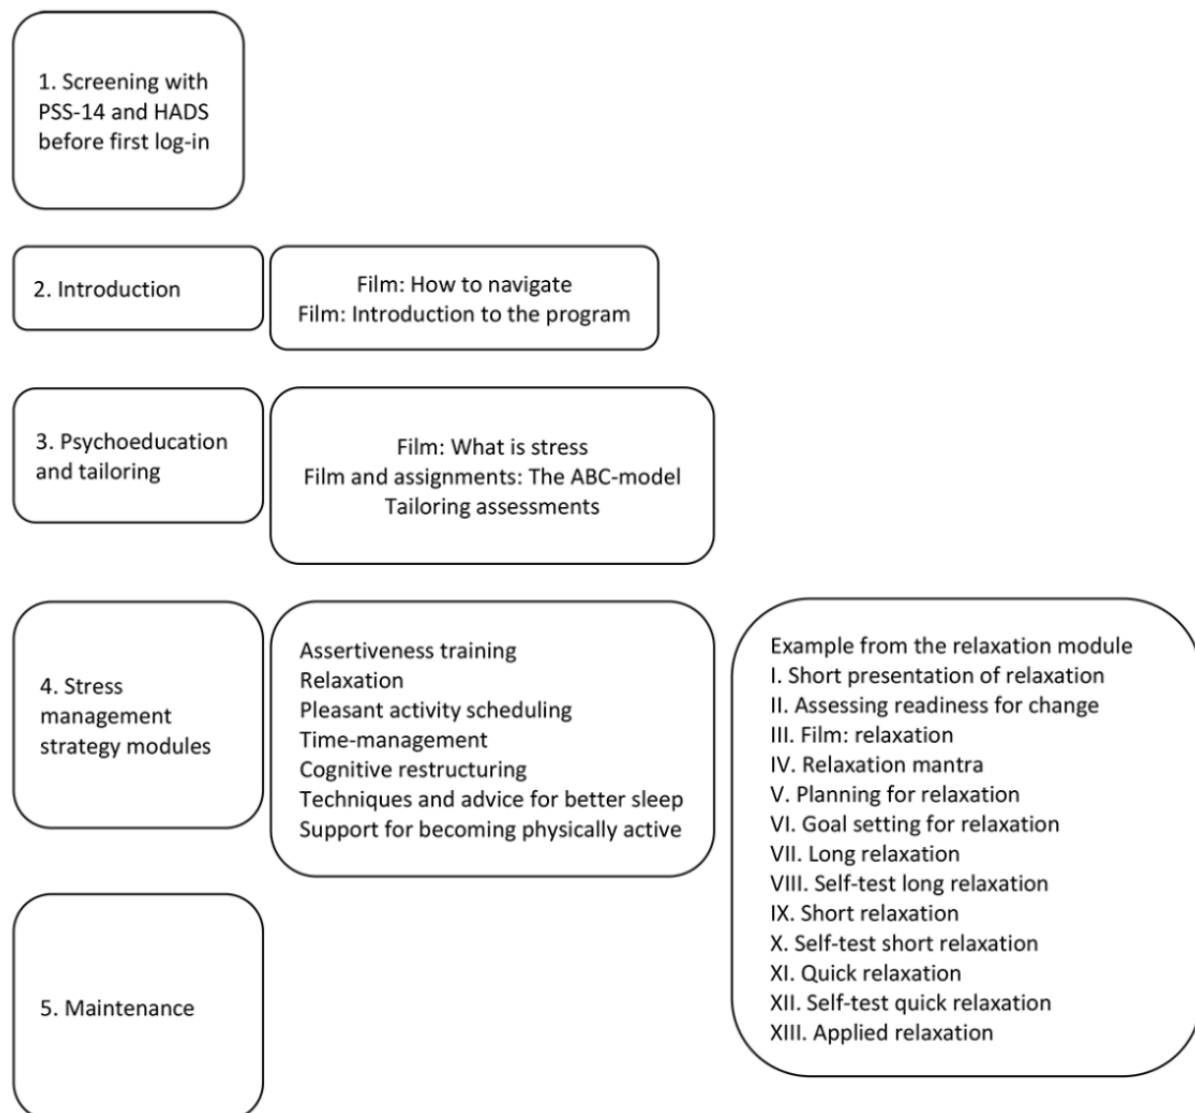 1. Screening with
PSS-14 and HADS
before first log-in
2. Introduction
Film: How to navigate
Film: Introduction to the program
3. Psychoeducation
and tailoring
Film: What is stress
Film and assignments: The ABC-model
Tailoring assessments
4. Stress
management
strategy modules
Assertiveness training
Relaxation
Pleasant activity scheduling
Time-management
Cognitive restructuring
Techniques and advice for better sleep
Support for becoming physically active
Example from the relaxation module
I. Short presentation of relaxation
II. Assessing readiness for change
III. Film: relaxation
IV. Relaxation mantra
V. Planning for relaxation
VI. Goal setting for relaxation
VII. Long relaxation
VIII. Self-test long relaxation
IX. Short relaxation
X. Self-test short relaxation
XI. Quick relaxation
XII. Self-test quick relaxation
XIII. Applied relaxation
5. Maintenance